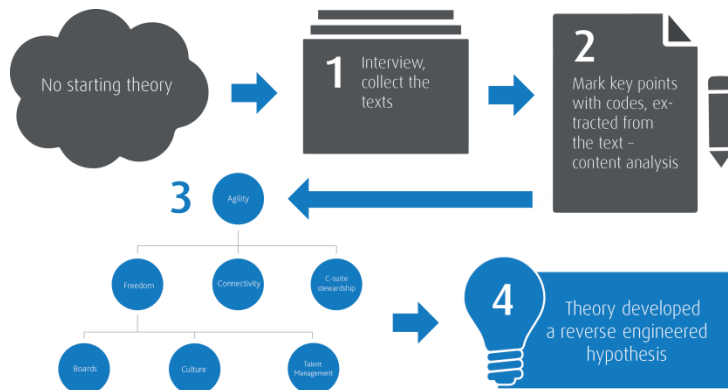 No starting theory
1
Interview,
collect the
texts
2
Mark key points
with codes, ex-
tracted from
the text –
content analysis
3
Agility
Freedom
Connectivity
C-suite
stewardship
Boards
Culture
Talent
Management
4
Theory developed
a reverse engineered
hypothesis